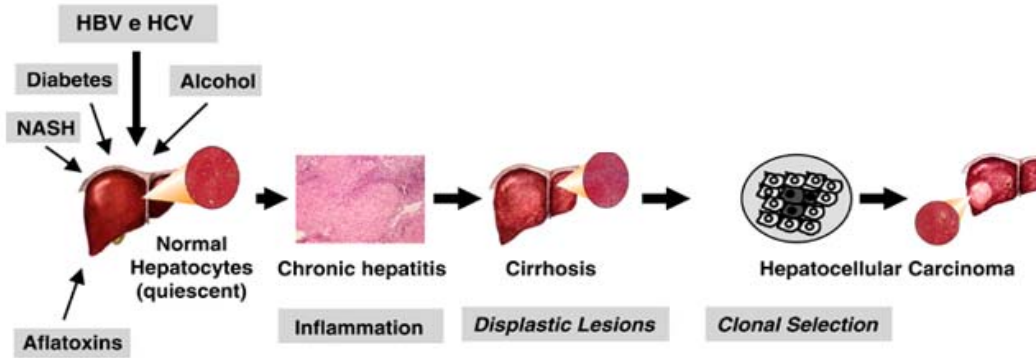 HBV e HCV
Diabetes
Alcohol
NASH
Aflatoxins
Normal
Hepatocytes
(quiescent)
Chronic hepatitis
Cirrhosis
Hepatocellular Carcinoma
Inflammation
Displastic Lesions
Clonal Selection